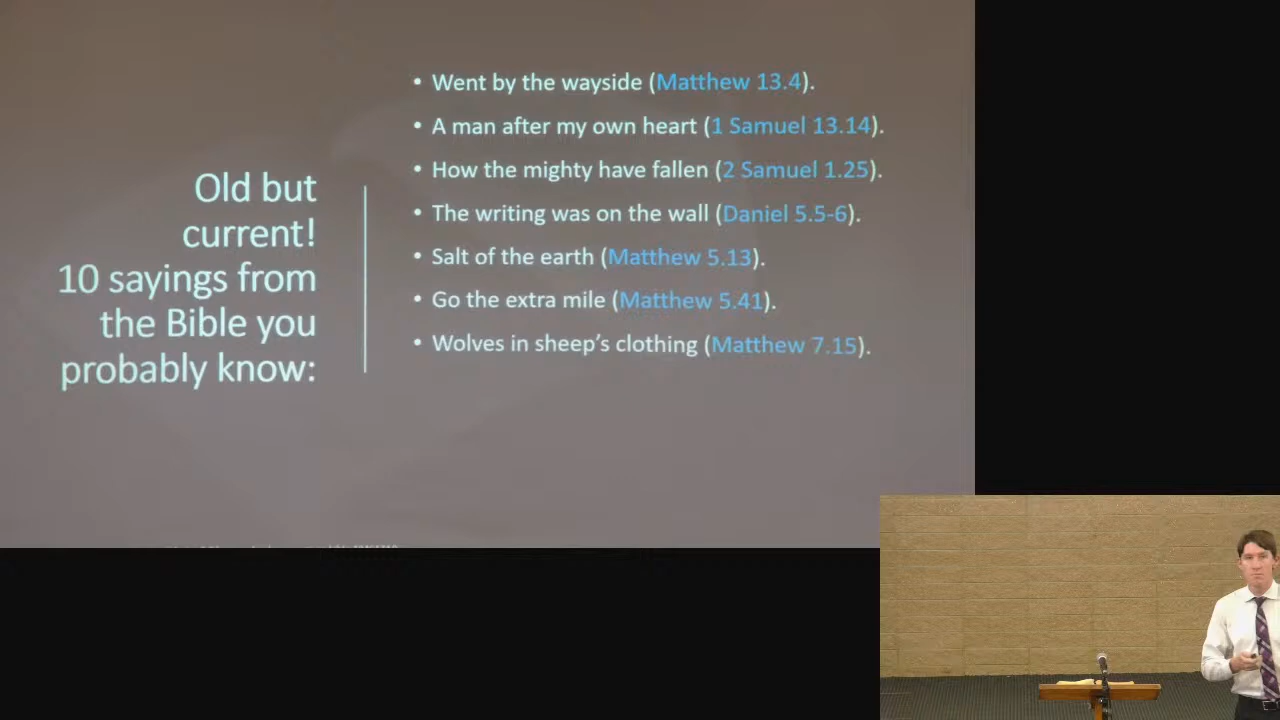 Old but
current!
10 sayings from
the Bible you
probably know:
• Went by the wayside (Matthew 13.4).
• A man after my own heart (1 Samuel 13.14).
• How the mighty have fallen (2 Samuel 1.25).
• The writing was on the wall (Daniel 5.5-6).
• Salt of the earth (Matthew 5.13).
• Go the extra mile (Matthew 5.41).
• Wolves in sheep’s clothing (Matthew 7.15).